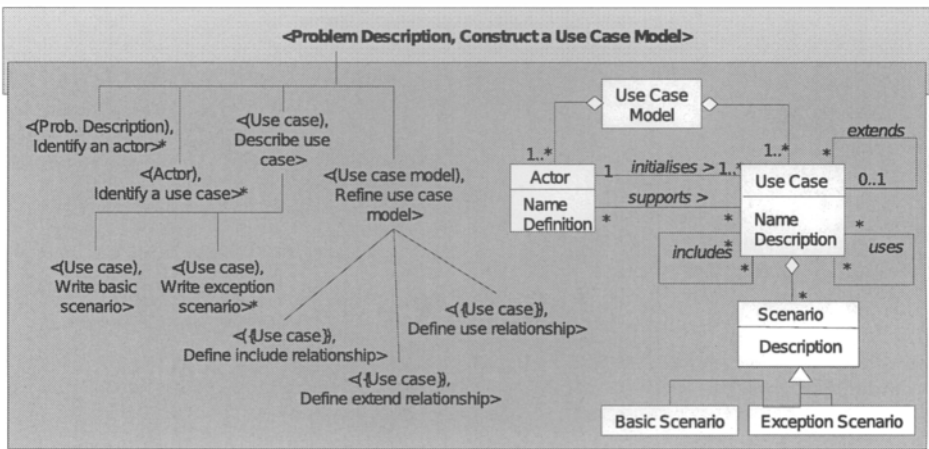 <Problem Description, Construct a Use Case Model>
<(Prob. Description),
Identify an actor>*
<(Actor),
Identify a use case>*
<(Use case),
Describe use
case>
<(Use case model),
Refine use case
model>
<(Use case),
Write basic
scenario>
<(Use case),
Write exception
scenario>*
<({Use case}),
Define include relationship>
<({Use case}),
Define extend relationship>
<({Use case}),
Define use relationship>
Use Case
Model
1..*
1..*
Actor
Name
Definition
1
initialises >
1..*
*
supports >
*
Use Case
Name
Description
*
extends
0..1
*
includes
*
*
uses
*
*
Scenario
Description
Basic Scenario
Exception Scenario